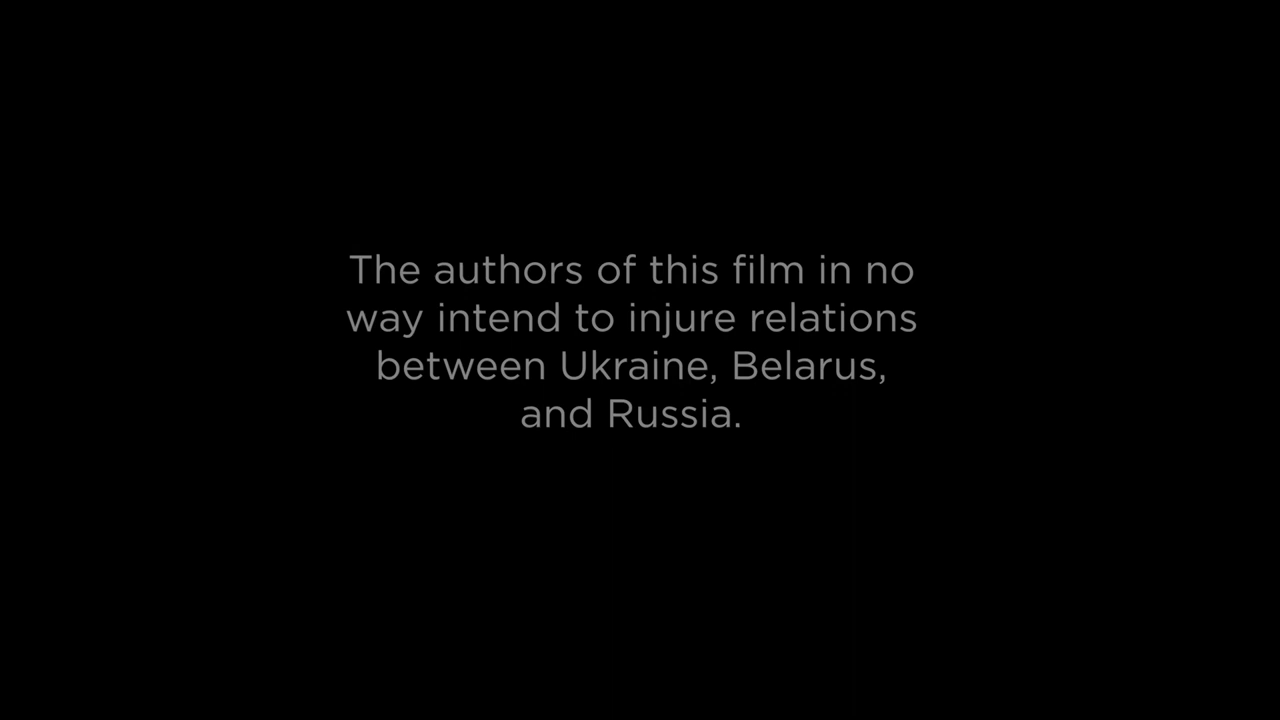 The authors of this film in no
way intend to injure relations
between Ukraine, Belarus,
and Russia.